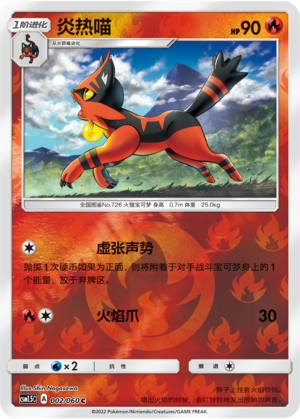 1阶进化
炎热喵
HP90
从火斑喵进化
全国图鉴No.726 火猫宝可梦 身高:0.7m 体重:25.0kg
虚张声势
抛掷1次硬币如果为正面,则将附着于对手战斗宝可梦身上的1
个能量,放于弃牌区。
火焰爪 30
弱点 ×2 抗性 撤退
Illus.Shin Nagasawa
CSM1.5C A 002/060 C
©2022 Pokémon/Nintendo/Creatures/GAME FREAK.